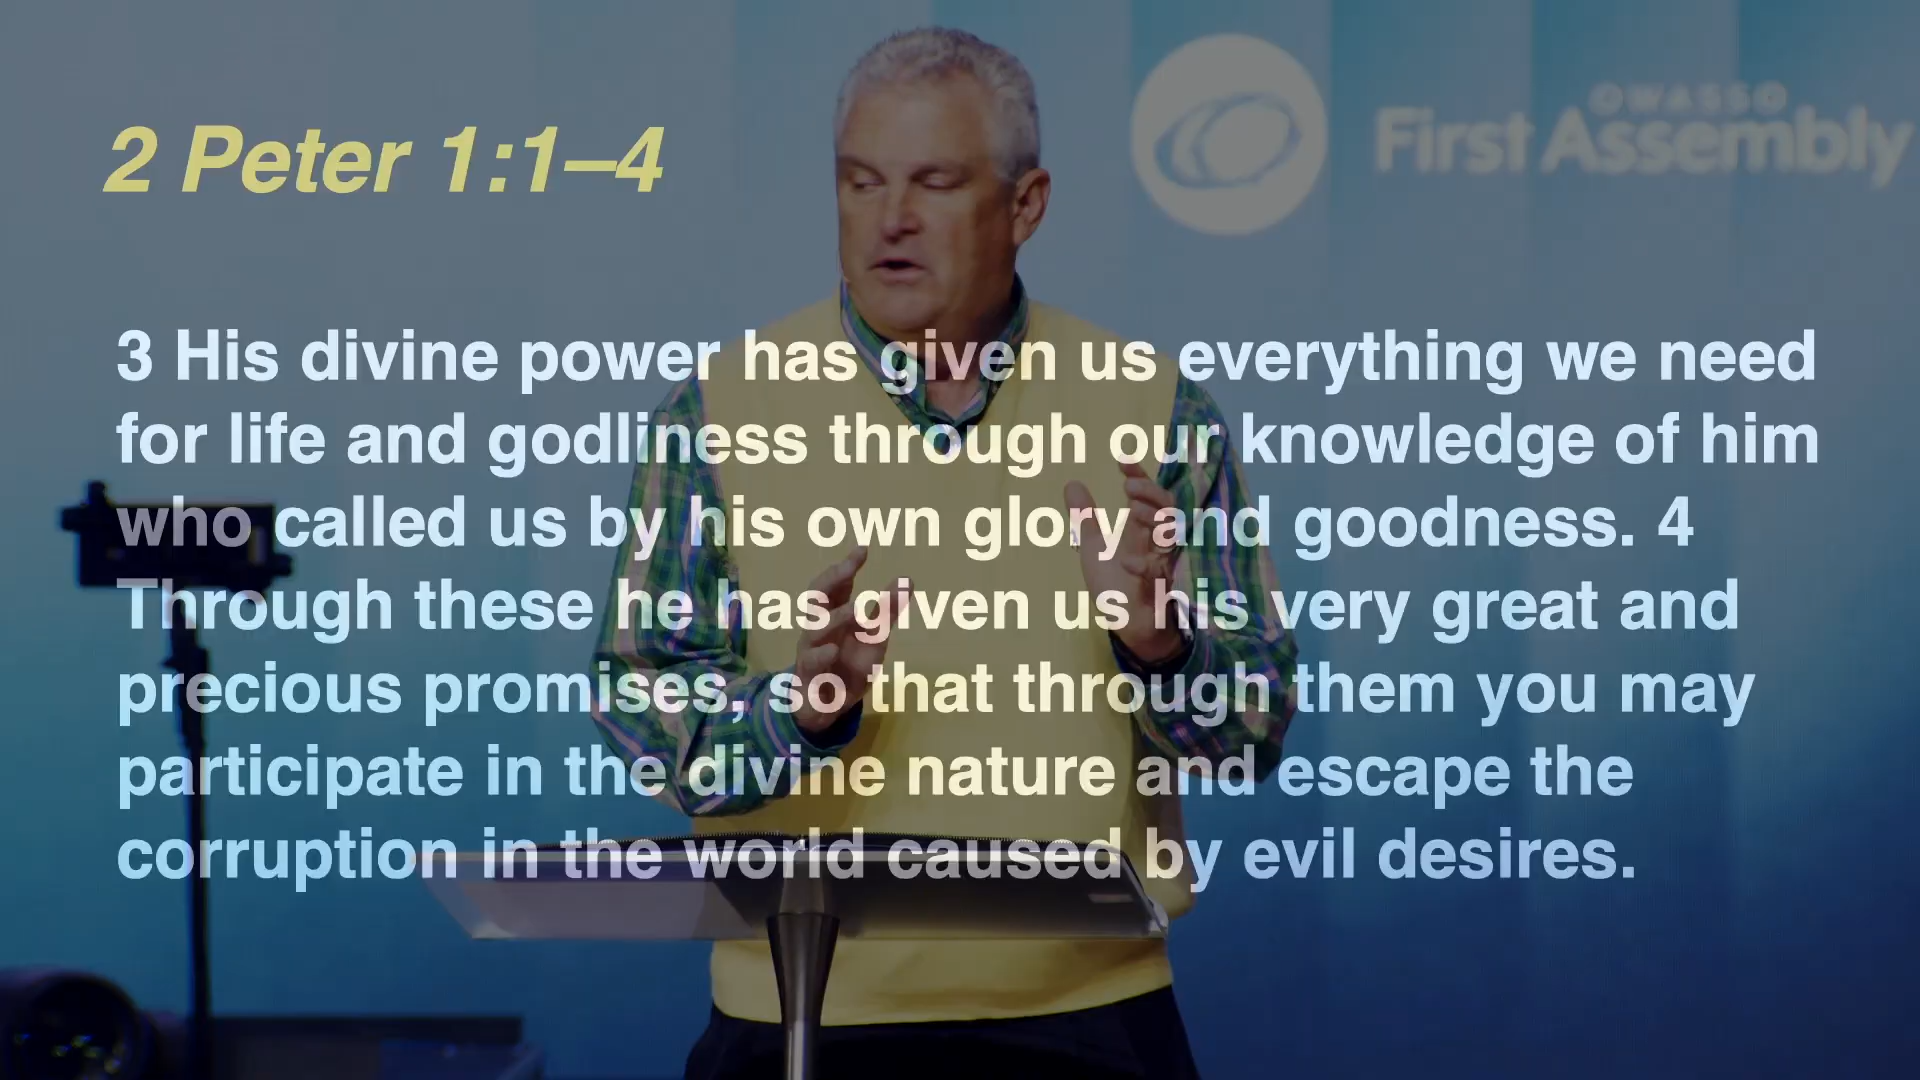 2 Peter 1:1–4
OWASSO
First Assembly
3 His divine power has given us everything we need
for life and godliness through our knowledge of him
who called us by his own glory and goodness. 4
Through these he has given us his very great and
precious promises, so that through them you may
participate in the divine nature and escape the
corruption in the world caused by evil desires.